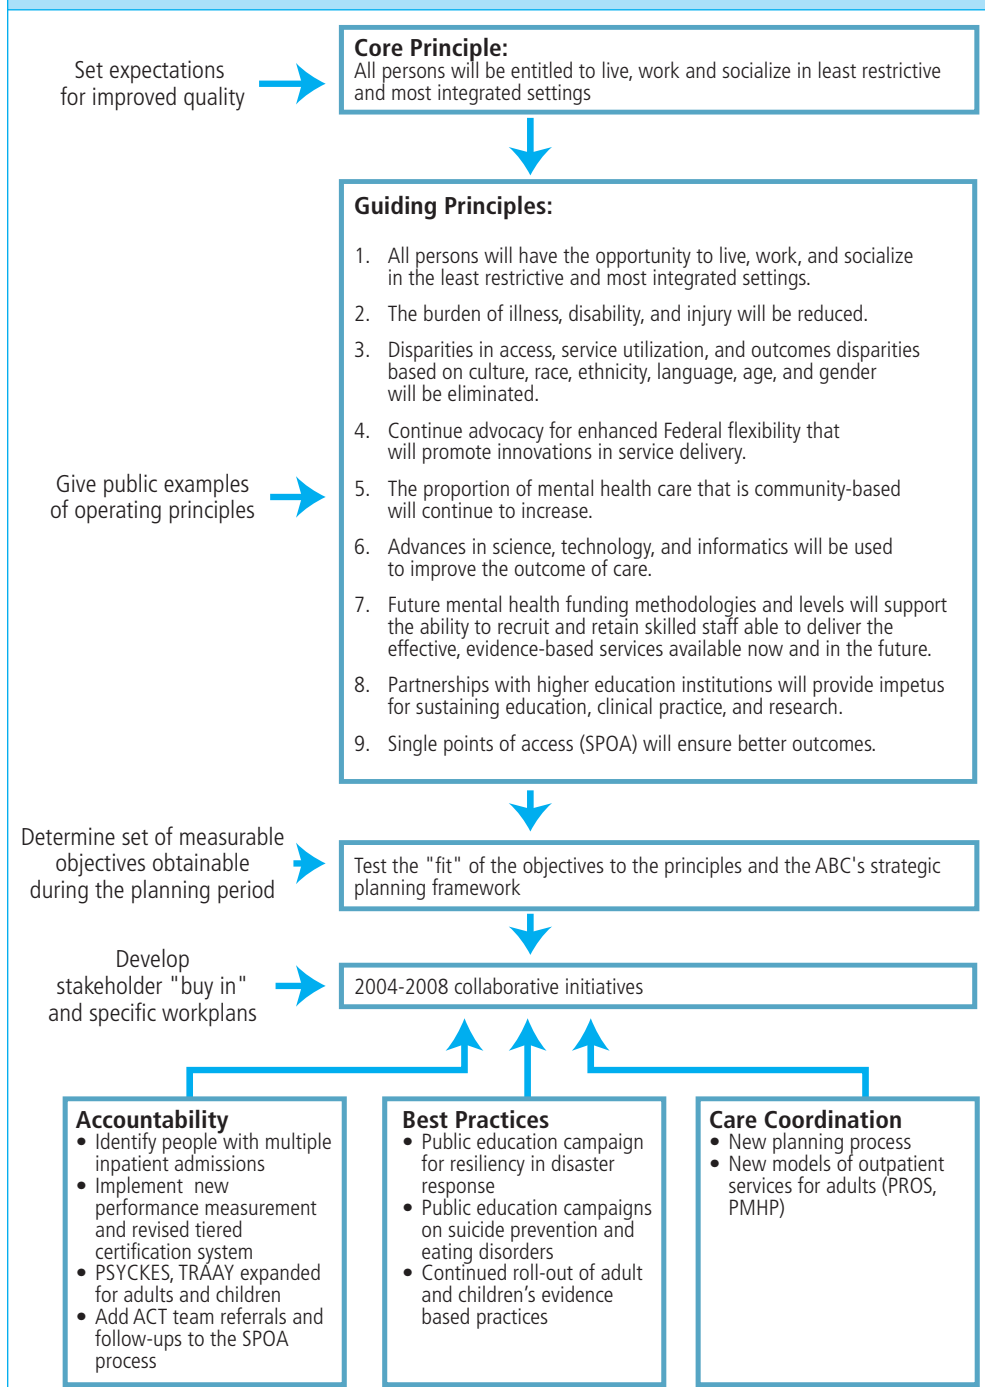 Set expectations
for improved quality
Core Principle:
All persons will be entitled to live, work and socialize in least restrictive
and most integrated settings
Guiding Principles:
1. All persons will have the opportunity to live, work, and socialize
in the least restrictive and most integrated settings.
2. The burden of illness, disability, and injury will be reduced.
3. Disparities in access, service utilization, and outcomes disparities
based on culture, race, ethnicity, language, age, and gender
will be eliminated.
4. Continue advocacy for enhanced Federal flexibility that
will promote innovations in service delivery.
Give public examples
of operating principles
5. The proportion of mental health care that is community-based
will continue to increase.
6. Advances in science, technology, and informatics will be used
to improve the outcome of care.
7. Future mental health funding methodologies and levels will support
the ability to recruit and retain skilled staff able to deliver the
effective, evidence-based services available now and in the future.
8. Partnerships with higher education institutions will provide impetus
for sustaining education, clinical practice, and research.
9. Single points of access (SPOA) will ensure better outcomes.
Determine set of measurable
objectives obtainable
during the planning period
Test the "fit" of the objectives to the principles and the ABC's strategic
planning framework
Develop
stakeholder "buy in"
and specific workplans
2004-2008 collaborative initiatives
Accountability
• Identify people with multiple
inpatient admissions
• Implement new
performance measurement
and revised tiered
certification system
• PSYCKES, TRAAY expanded
for adults and children
• Add ACT team referrals and
follow-ups to the SPOA
process
Best Practices
• Public education campaign
for resiliency in disaster
response
• Public education campaigns
on suicide prevention and
eating disorders
• Continued roll-out of adult
and children's evidence
based practices
Care Coordination
• New planning process
• New models of outpatient
services for adults (PROS,
PMHP)